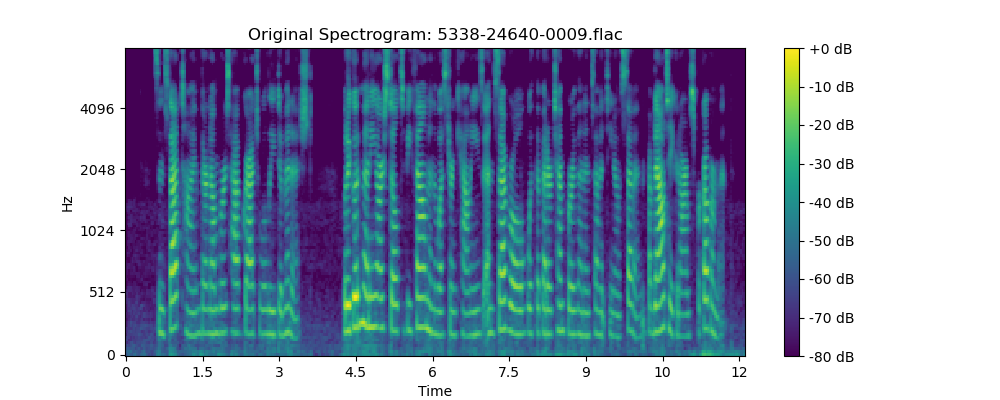 Original Spectrogram: 5338-24640-0009.flac
Hz
4096
2048
1024
512
0
0 1.5 3 4.5 6 7.5 9 10 12
Time
+0 dB
-10 dB
-20 dB
-30 dB
-40 dB
-50 dB
-60 dB
-70 dB
-80 dB